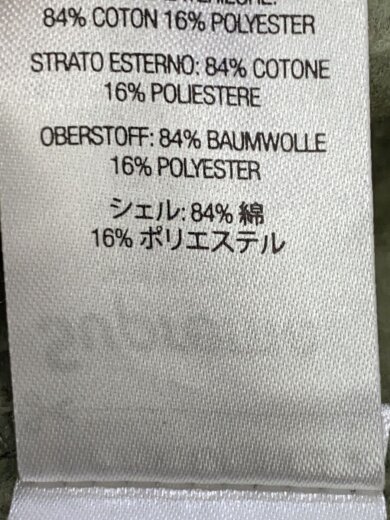 84% COTON 16% POLYESTER
STRATO ESTERNO: 84% COTONE
16% POLIESTERE
OBERSTOFF: 84% BAUMWOLLE
16% POLYESTER
シェル: 84% 綿
16% ポリエステル